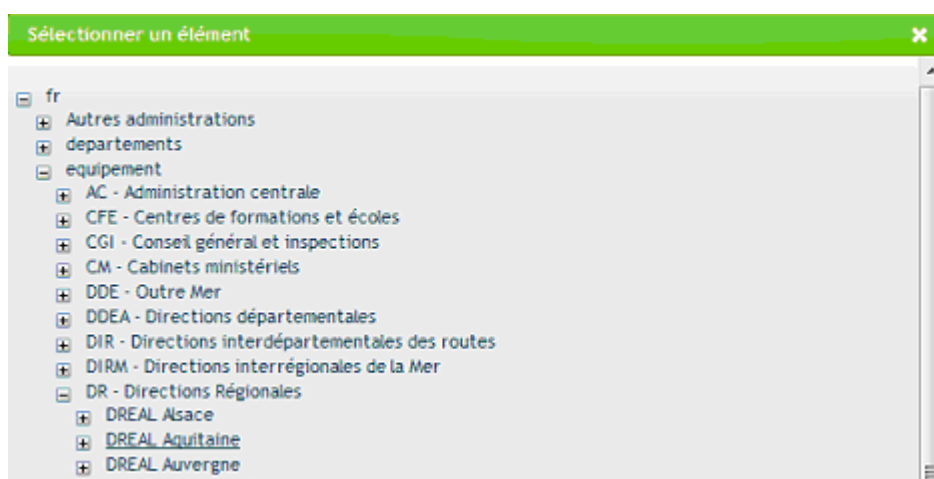 Sélectionner un élément
fr
Autres administrations
departements
equipement
AC - Administration centrale
CFE - Centres de formations et écoles
CGI - Conseil général et inspections
CM - Cabinets ministériels
DDE - Outre Mer
DDEA - Directions départementales
DIR - Directions interdépartementales des routes
DIRM - Directions interrégionales de la Mer
DR - Directions Régionales
DREAL Alsace
DREAL Aquitaine
DREAL Auvergne